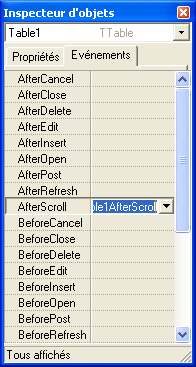 Inspecteur d'objets
Table1 TTable
Propriétés Evénements
AfterCancel
AfterClose
AfterDelete
AfterEdit
AfterInsert
AfterOpen
AfterPost
AfterRefresh
AfterScroll ble1AfterScroll
BeforeCancel
BeforeClose
BeforeDelete
BeforeEdit
BeforeInsert
BeforeOpen
BeforePost
BeforeRefresh
Tous affichés